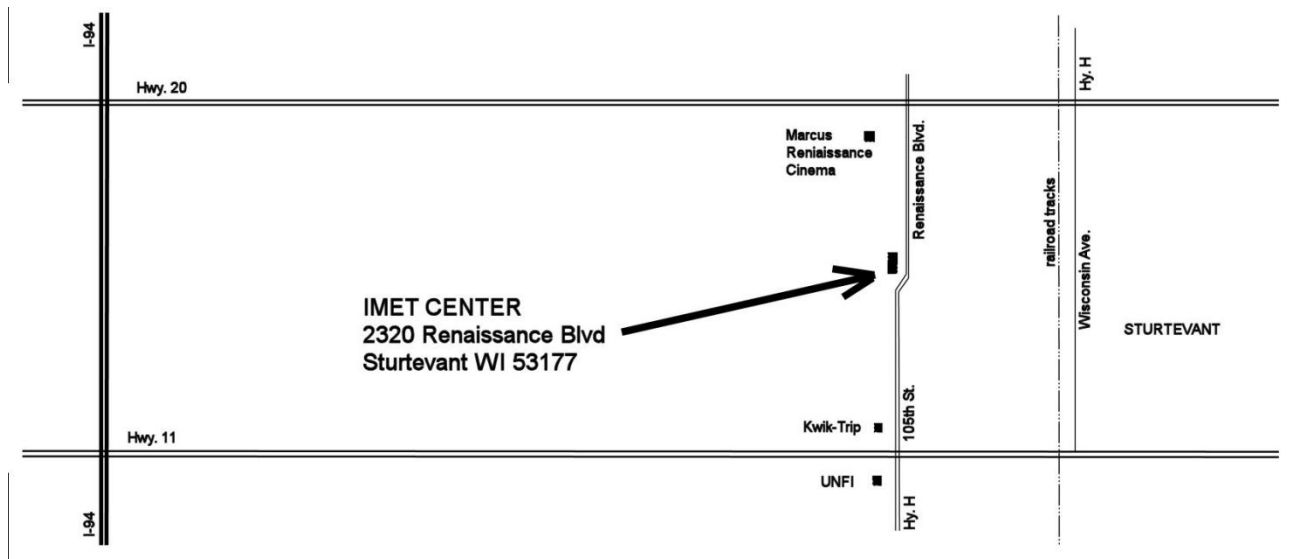 I-94
Hy. H
Hwy. 20
Marcus
Reniaissance
Cinema
Renaissance Blvd.
railroad tracks
Wisconsin Ave.
IMET CENTER
2320 Renaissance Blvd
Sturtevant WI 53177
STURTEVANT
Kwik-Trip
105th St.
Hwy. 11
UNFI
Hy. H
I-94